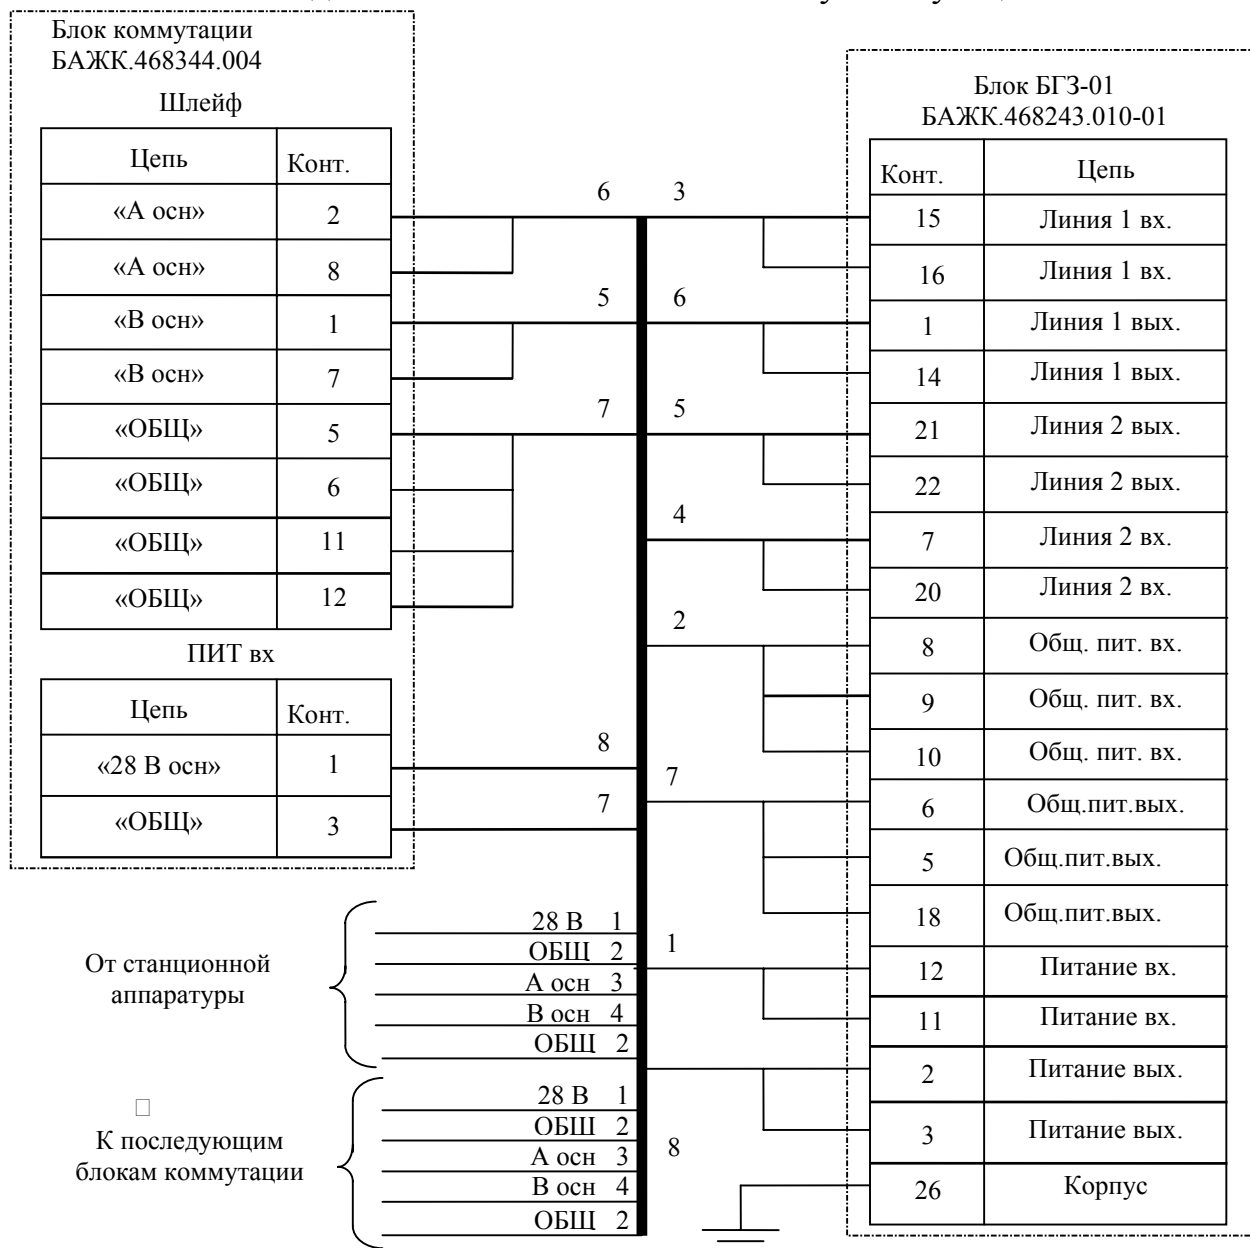 Блок коммутации
БАЖК.468344.004
Шлейф
Цепь Конт.
«А осн» 2
«А осн» 8
«В осн» 1
«В осн» 7
«ОБЩ» 5
«ОБЩ» 6
«ОБЩ» 11
«ОБЩ» 12
ПИТ вх
Цепь Конт.
«28 В осн» 1
«ОБЩ» 3
6
5
7
8
7
От станционной
аппаратуры
28 В 1
ОБЩ 2
А осн 3
В осн 4
ОБЩ 2
К последующим
блокам коммутации
28 В 1
ОБШ 2
А осн 3
В осн 4
ОБЩ 2
3
6
5
4
2
7
1
8
Блок БГЗ-01
БАЖК.468243.010-01
Конт. Цепь
15 Линия 1 вх.
16 Линия 1 вх.
1 Линия 1 вых.
14 Линия 1 вых.
21 Линия 2 вых.
22 Линия 2 вых.
7 Линия 2 вх.
20 Линия 2 вх.
8 Общ. пит. вх.
9 Общ. пит. вх.
10 Общ. пит. вх.
6 Общ.пит.вых.
5 Общ.пит.вых.
18 Общ.пит.вых.
12 Питание вх.
11 Питание вх.
2 Питание вых.
3 Питание вых.
26 Корпус